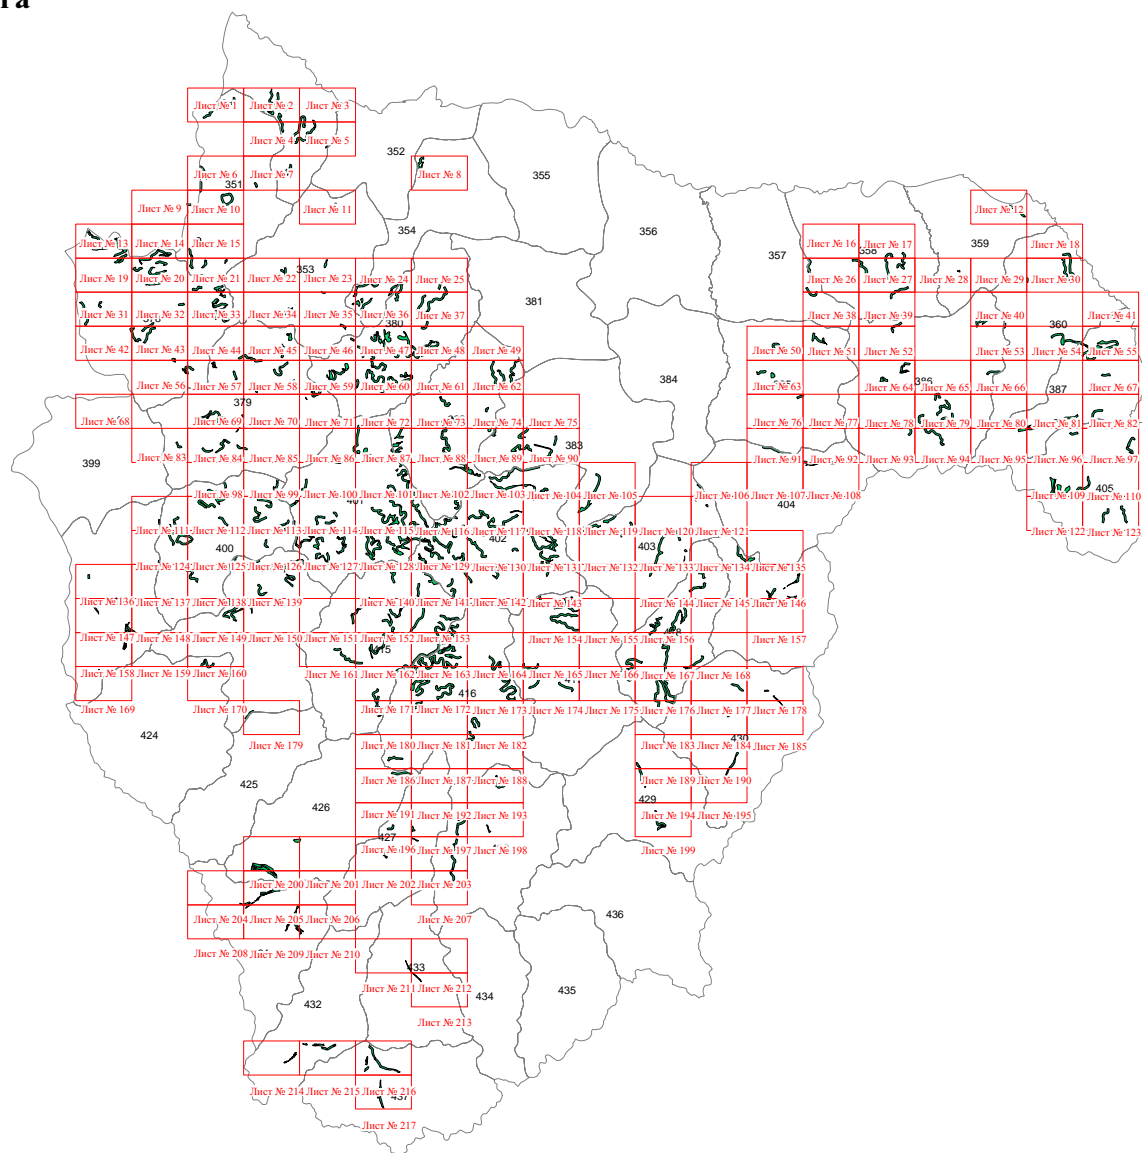 га
Лист № 1 Лист № 2 Лист № 3
Лист № 4 Лист № 5
352
Лист № 6 Лист № 7 Лист № 8
351
355
Лист № 9 Лист № 10 Лист № 11 Лист № 12
354 356
Лист № 13 Лист № 14 Лист № 15 Лист № 16 Лист № 17 359 Лист № 18
357 358
353
Лист № 19 Лист № 20 Лист № 21 Лист № 22 Лист № 23 Лист № 24 Лист № 25 Лист № 26 Лист № 27 Лист № 28 Лист № 29 Лист № 30
381
Лист № 31 Лист № 32 Лист № 33 Лист № 34 Лист № 35 Лист № 36 Лист № 37 Лист № 38 Лист № 39 Лист № 40 Лист № 41
380 360
Лист № 42 Лист № 43 Лист № 44 Лист № 45 Лист № 46 Лист № 47 Лист № 48 Лист № 49 Лист № 50 Лист № 51 Лист № 52 Лист № 53 Лист № 54 Лист № 55
384
Лист № 56 Лист № 57 Лист № 58 Лист № 59 Лист № 60 Лист № 61 Лист № 62 Лист № 63 Лист № 64 Лист № 65 Лист № 66 387 Лист № 67
379
Лист № 68 Лист № 69 Лист № 70 Лист № 71 Лист № 72 Лист № 73 Лист № 74 Лист № 75 Лист № 76 Лист № 77 Лист № 78 Лист № 79 Лист № 80 Лист № 81 Лист № 82
383
399 Лист № 83 Лист № 84 Лист № 85 Лист № 86 Лист № 87 Лист № 88 Лист № 89 Лист № 90 Лист № 91 Лист № 92 Лист № 93 Лист № 94 Лист № 95 Лист № 96 Лист № 97
405
Лист № 98 Лист № 99 Лист № 100 Лист № 101 Лист № 102 Лист № 103 Лист № 104 Лист № 105 Лист № 106 Лист № 107 Лист № 108 Лист № 109 Лист № 110
404
Лист № 111 Лист № 112 Лист № 113 Лист № 114 Лист № 115 Лист № 116 Лист № 117 Лист № 118 Лист № 119 Лист № 120 Лист № 121 Лист № 122 Лист № 123
400 402 403
Лист № 124 Лист № 125 Лист № 126 Лист № 127 Лист № 128 Лист № 129 Лист № 130 Лист № 131 Лист № 132 Лист № 133 Лист № 134 Лист № 135
Лист № 136 Лист № 137 Лист № 138 Лист № 139 Лист № 140 Лист № 141 Лист № 142 Лист № 143 Лист № 144 Лист № 145 Лист № 146
Лист № 147 Лист № 148 Лист № 149 Лист № 150 Лист № 151 Лист № 152 Лист № 153 Лист № 154 Лист № 155 Лист № 156 Лист № 157
Лист № 158 Лист № 159 Лист № 160 Лист № 161 Лист № 162 Лист № 163 Лист № 164 Лист № 165 Лист № 166 Лист № 167 Лист № 168
416
Лист № 169 Лист № 170 Лист № 171 Лист № 172 Лист № 173 Лист № 174 Лист № 175 Лист № 176 Лист № 177 Лист № 178
424 430
Лист № 179 Лист № 180 Лист № 181 Лист № 182 Лист № 183 Лист № 184 Лист № 185
425 Лист № 186 Лист № 187 Лист № 188 Лист № 189 Лист № 190
426 429
Лист № 191 Лист № 192 Лист № 193 Лист № 194 Лист № 195
427
Лист № 196 Лист № 197 Лист № 198 Лист № 199
Лист № 200 Лист № 201 Лист № 202 Лист № 203
436
Лист № 204 Лист № 205 Лист № 206 Лист № 207
Лист № 208 Лист № 209 Лист № 210
433
Лист № 211 Лист № 212
432 434 435
Лист № 213
Лист № 214 Лист № 215 Лист № 216
437
Лист № 217